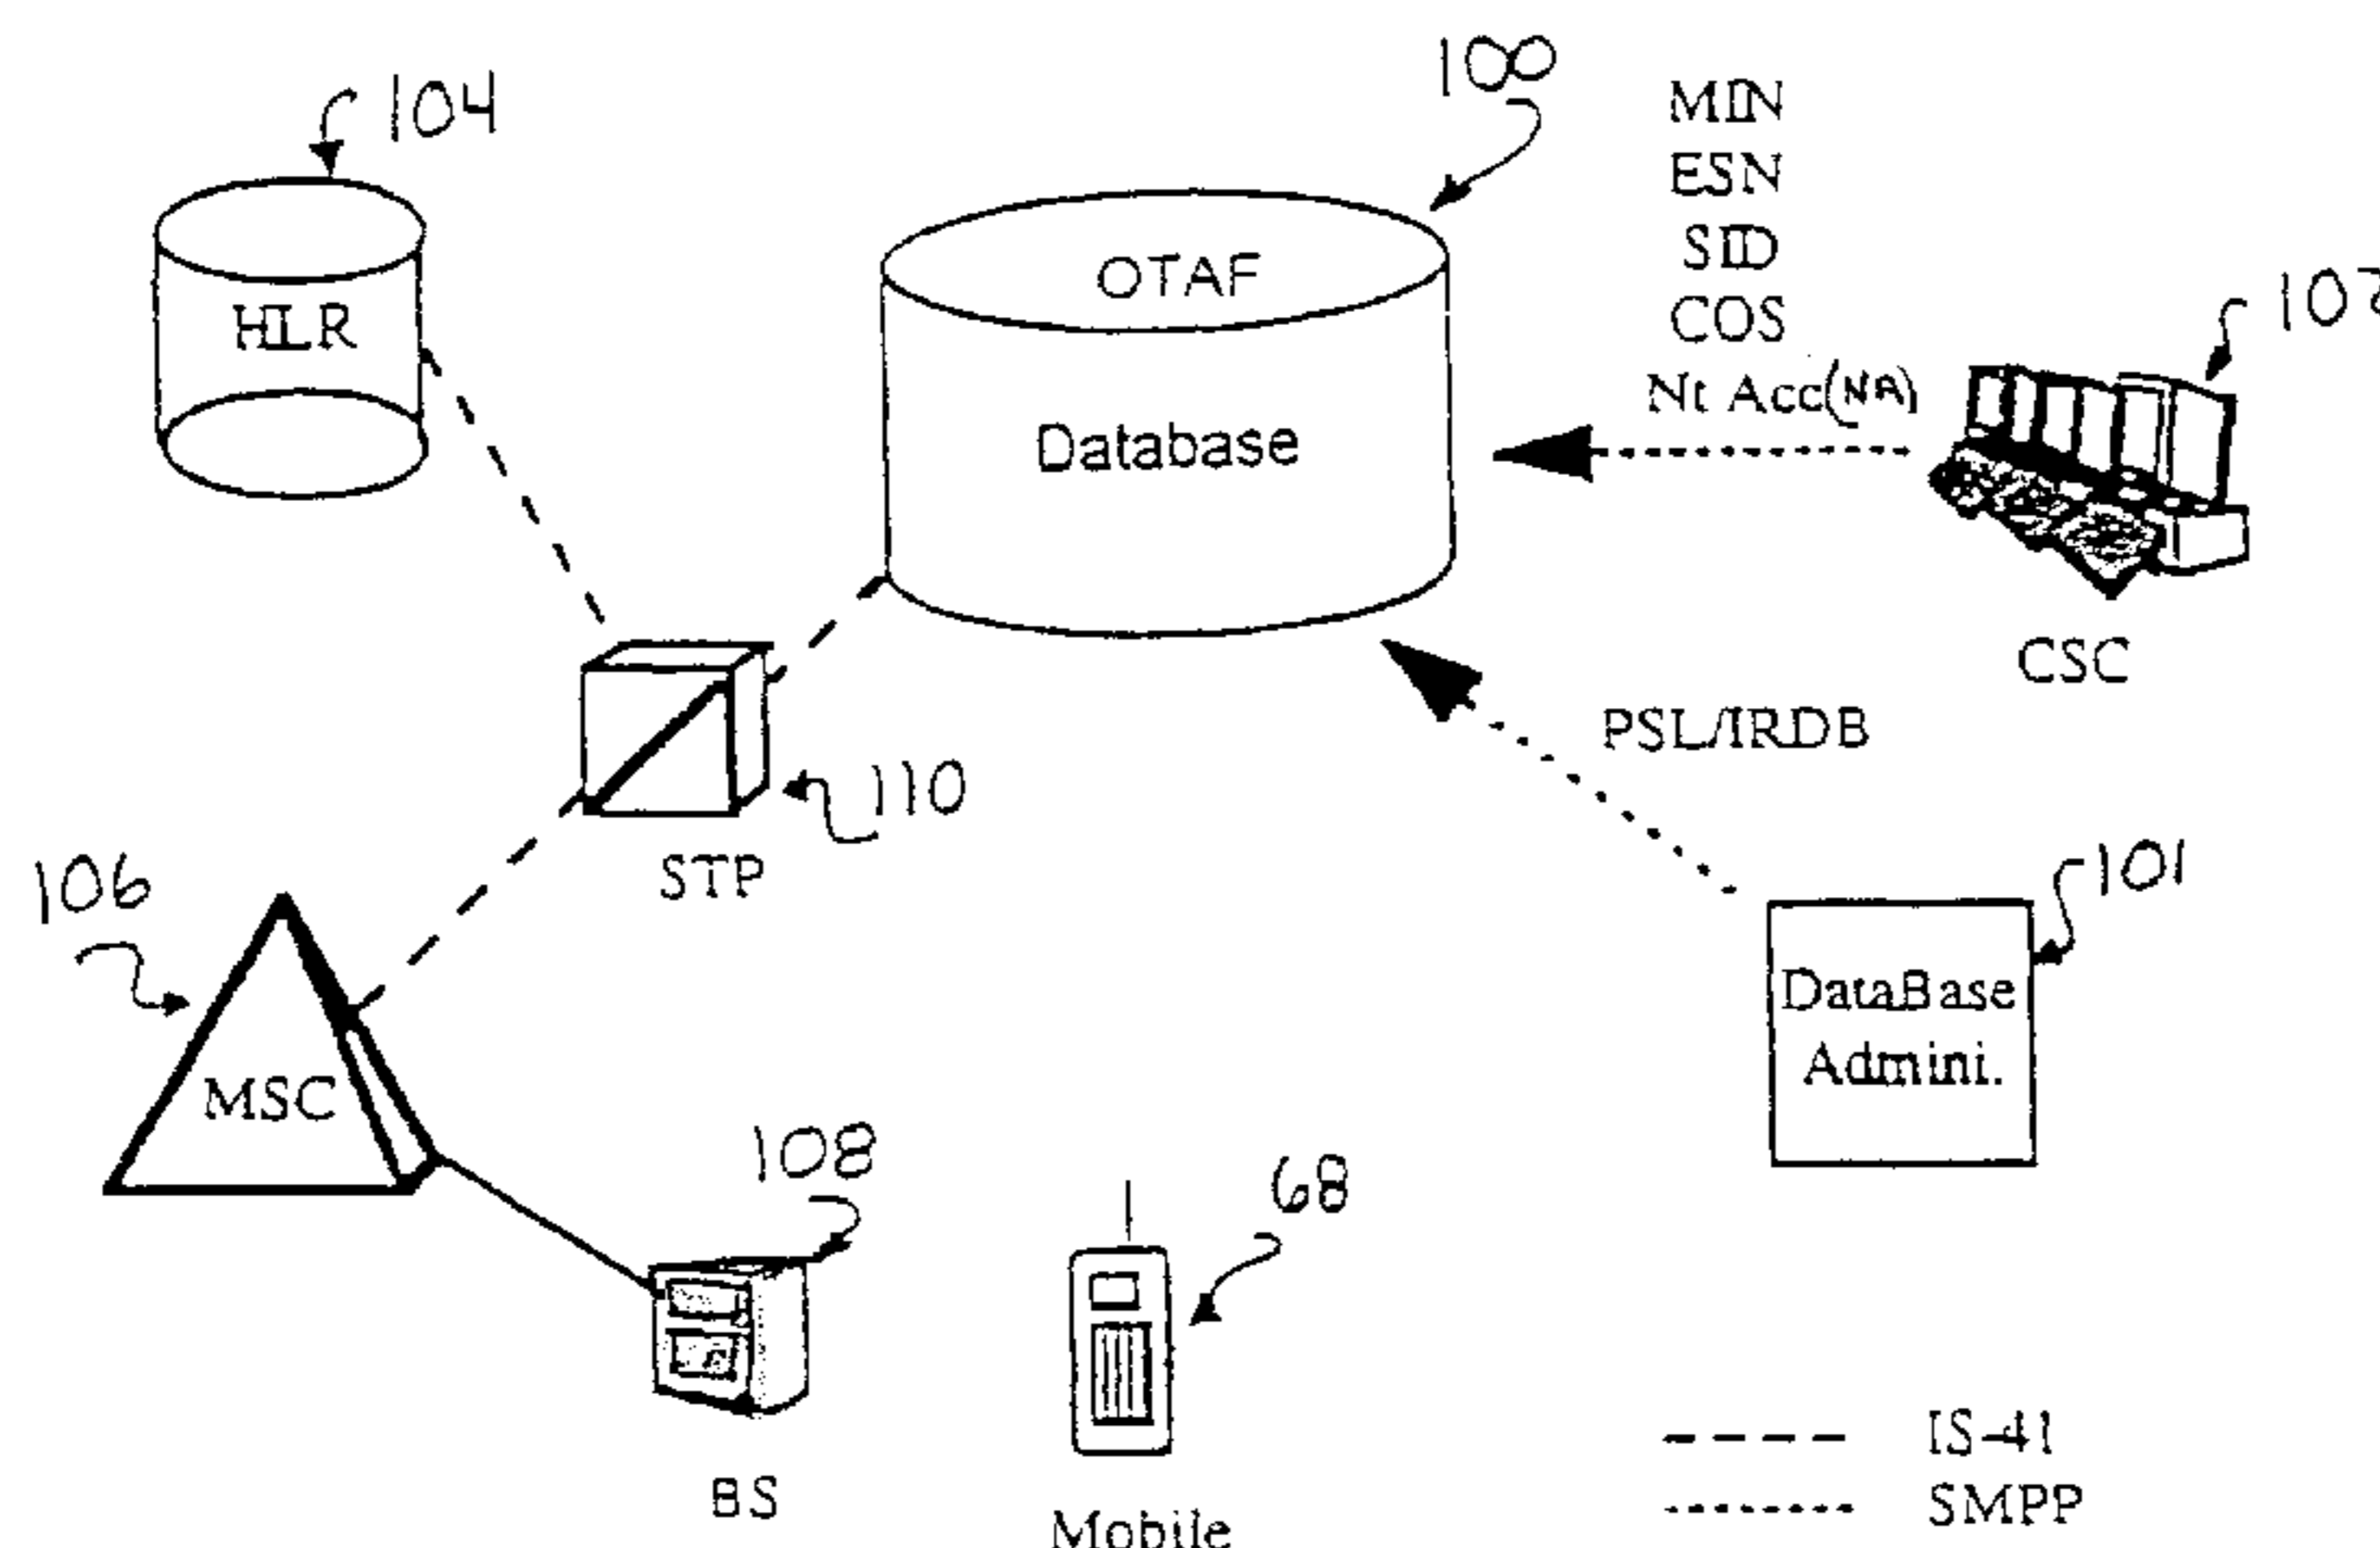 104
100
MIN
ESN
SID
COS
Nt Acc(NA)
HLR
OTAF
Database
CSC
PSL/IRDB
110
STP
106
101
DataBase
Admini.
MSC
108
68
BS
Mobile
IS-41
SMPP